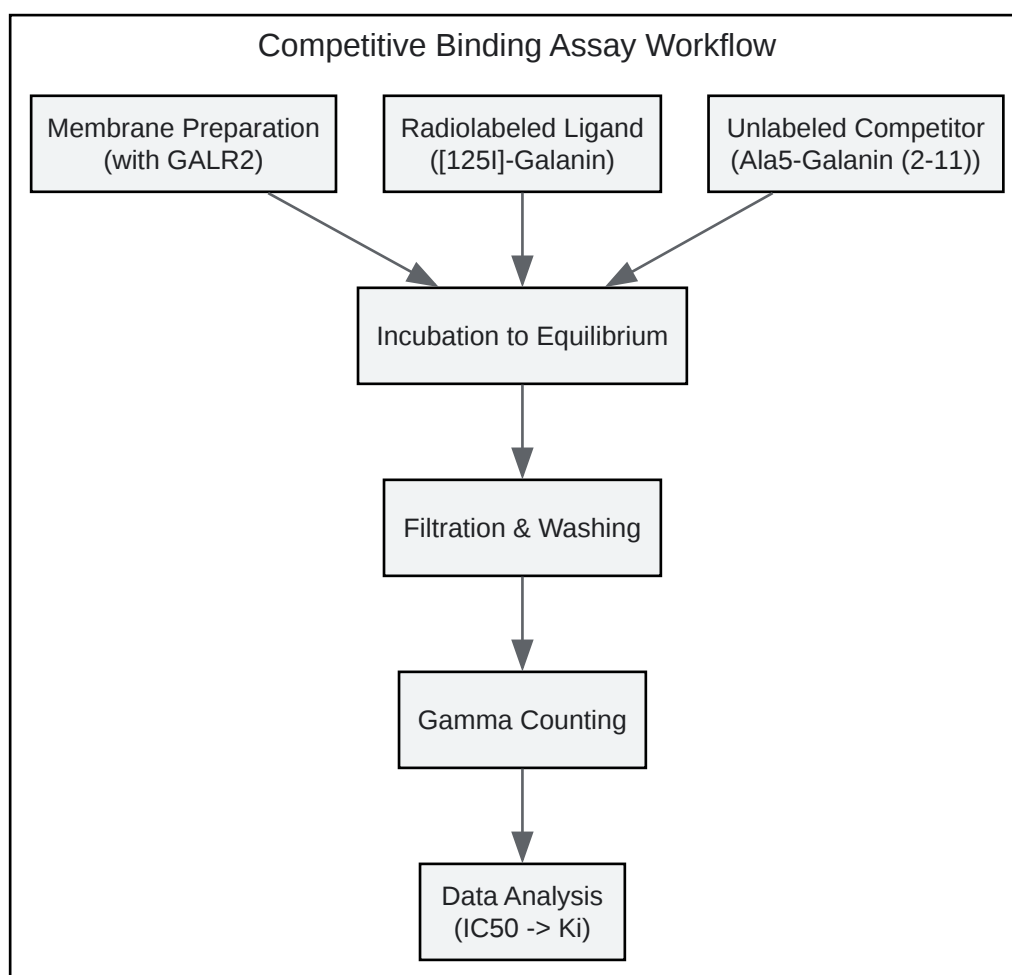 Competitive Binding Assay Workflow
Membrane Preparation
(with GALR2)
Radiolabeled Ligand
([125I]-Galanin)
Unlabeled Competitor
(Ala5-Galanin (2-11))
Incubation to Equilibrium
Filtration & Washing
Gamma Counting
Data Analysis
(IC50 -> Ki)